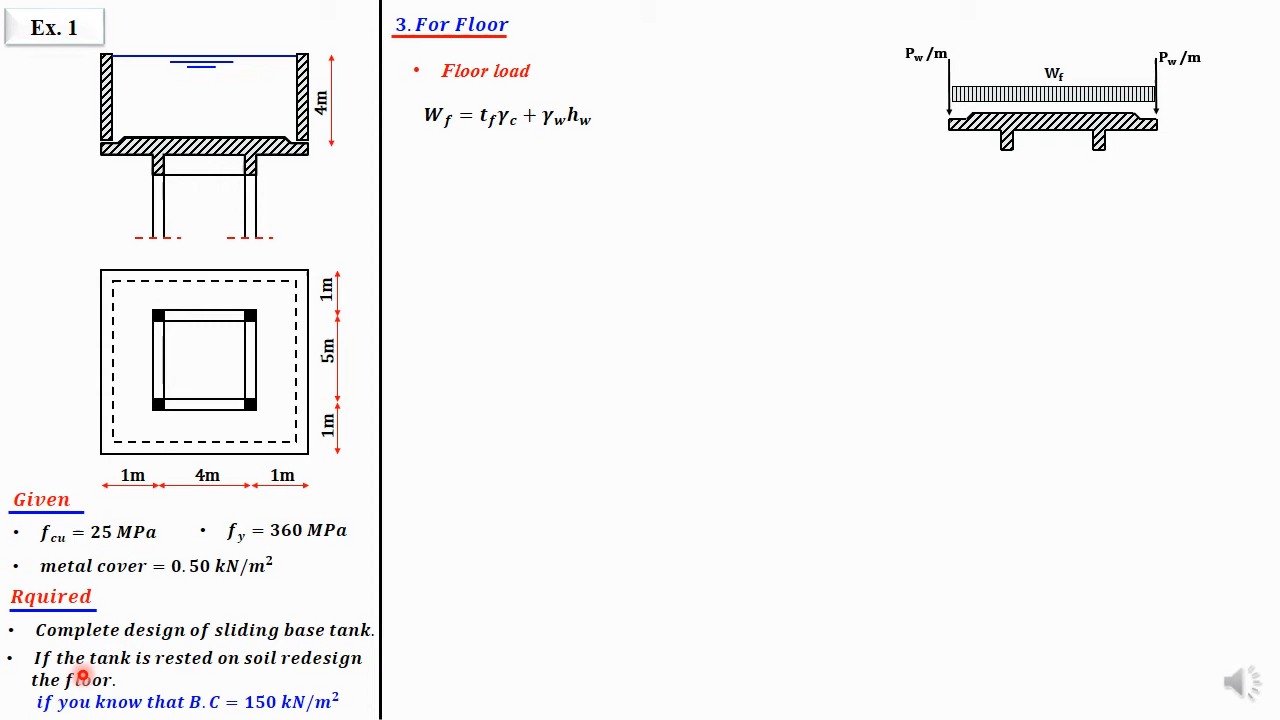 Ex. 1
4m
1m
5m
1m
1m 4m 1m
Given
• f_cu = 25 MPa • f_y = 360 MPa
• metal cover = 0.50 kN/m²
Rquired
• Complete design of sliding base tank.
• If the tank is rested on soil redesign
the floor.
if you know that B.C = 150 kN/m²
3. For Floor
• Floor load
W_f = t_f γ_c + γ_w h_w
P_w/m
W_f
P_w/m